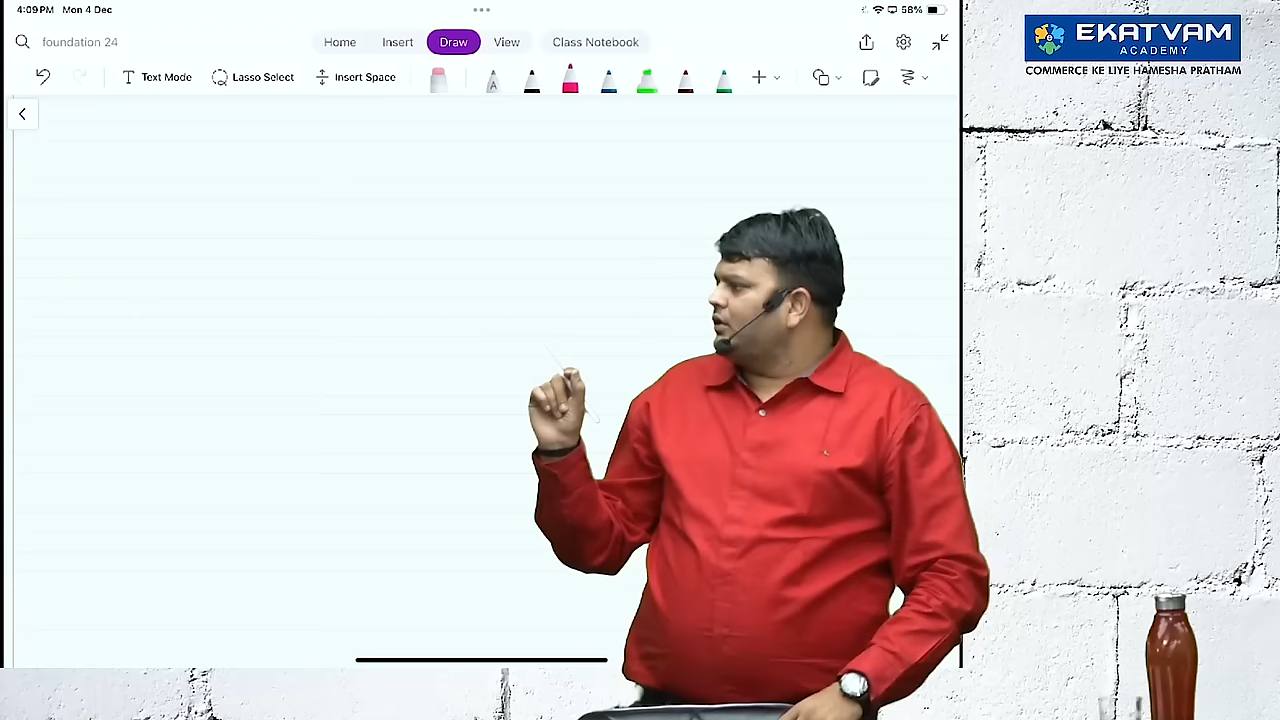 4:09 PM Mon 4 Dec
58%
foundation 24
Home Insert Draw View Class Notebook
Text Mode Lasso Select Insert Space
A
EKATVAM
ACADEMY
COMMERCE KE LIYE HAMESHA PRATHAM